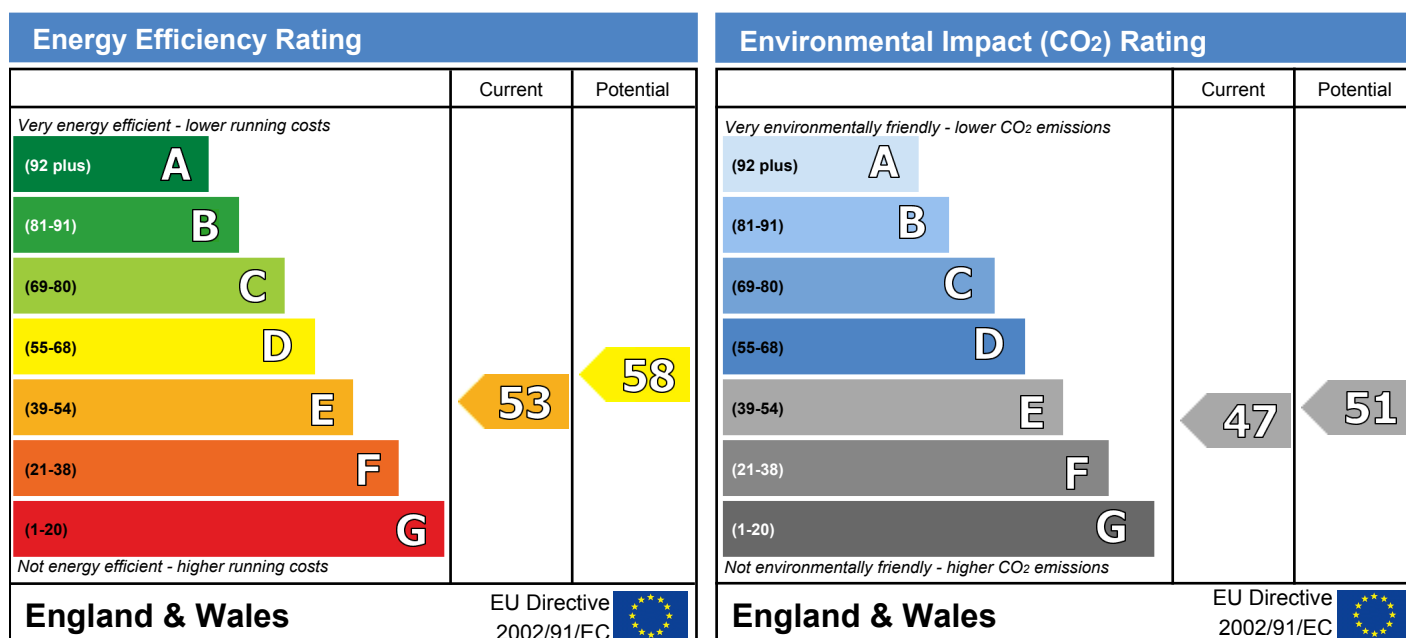 Energy Efficiency Rating
Current Potential
Very energy efficient - lower running costs
(92 plus) A
(81-91) B
(69-80) C
(55-68) D
(39-54) E
(21-38) F
(1-20) G
53
58
Not energy efficient - higher running costs
England & Wales
EU Directive
2002/91/EC
Environmental Impact (CO2) Rating
Current Potential
Very environmentally friendly - lower CO2 emissions
(92 plus) A
(81-91) B
(69-80) C
(55-68) D
(39-54) E
(21-38) F
(1-20) G
47
51
Not environmentally friendly - higher CO2 emissions
England & Wales
EU Directive
2002/91/EC